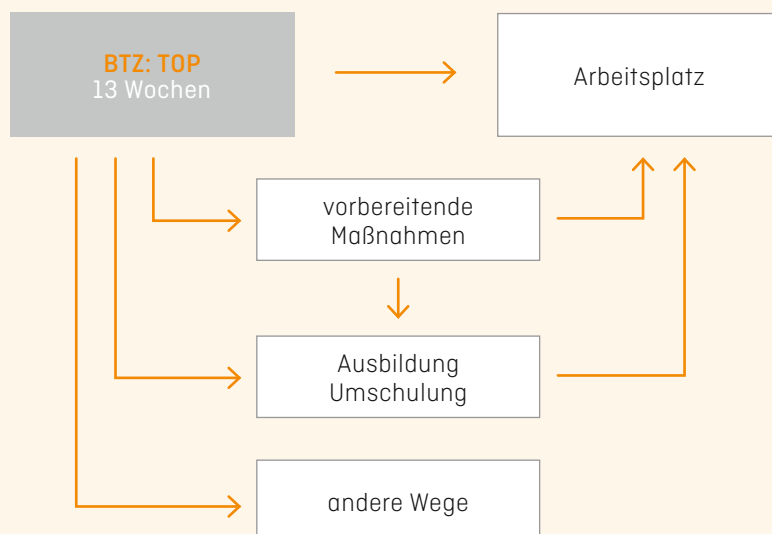 BTZ: TOP
13 Wochen
Arbeitsplatz
vorbereitende
Maßnahmen
Ausbildung
Umschulung
andere Wege